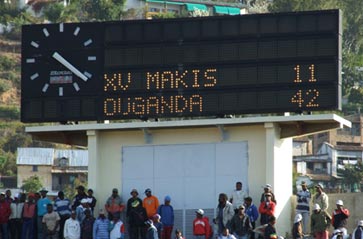 XV MAKIS 11
OUGANDA 42